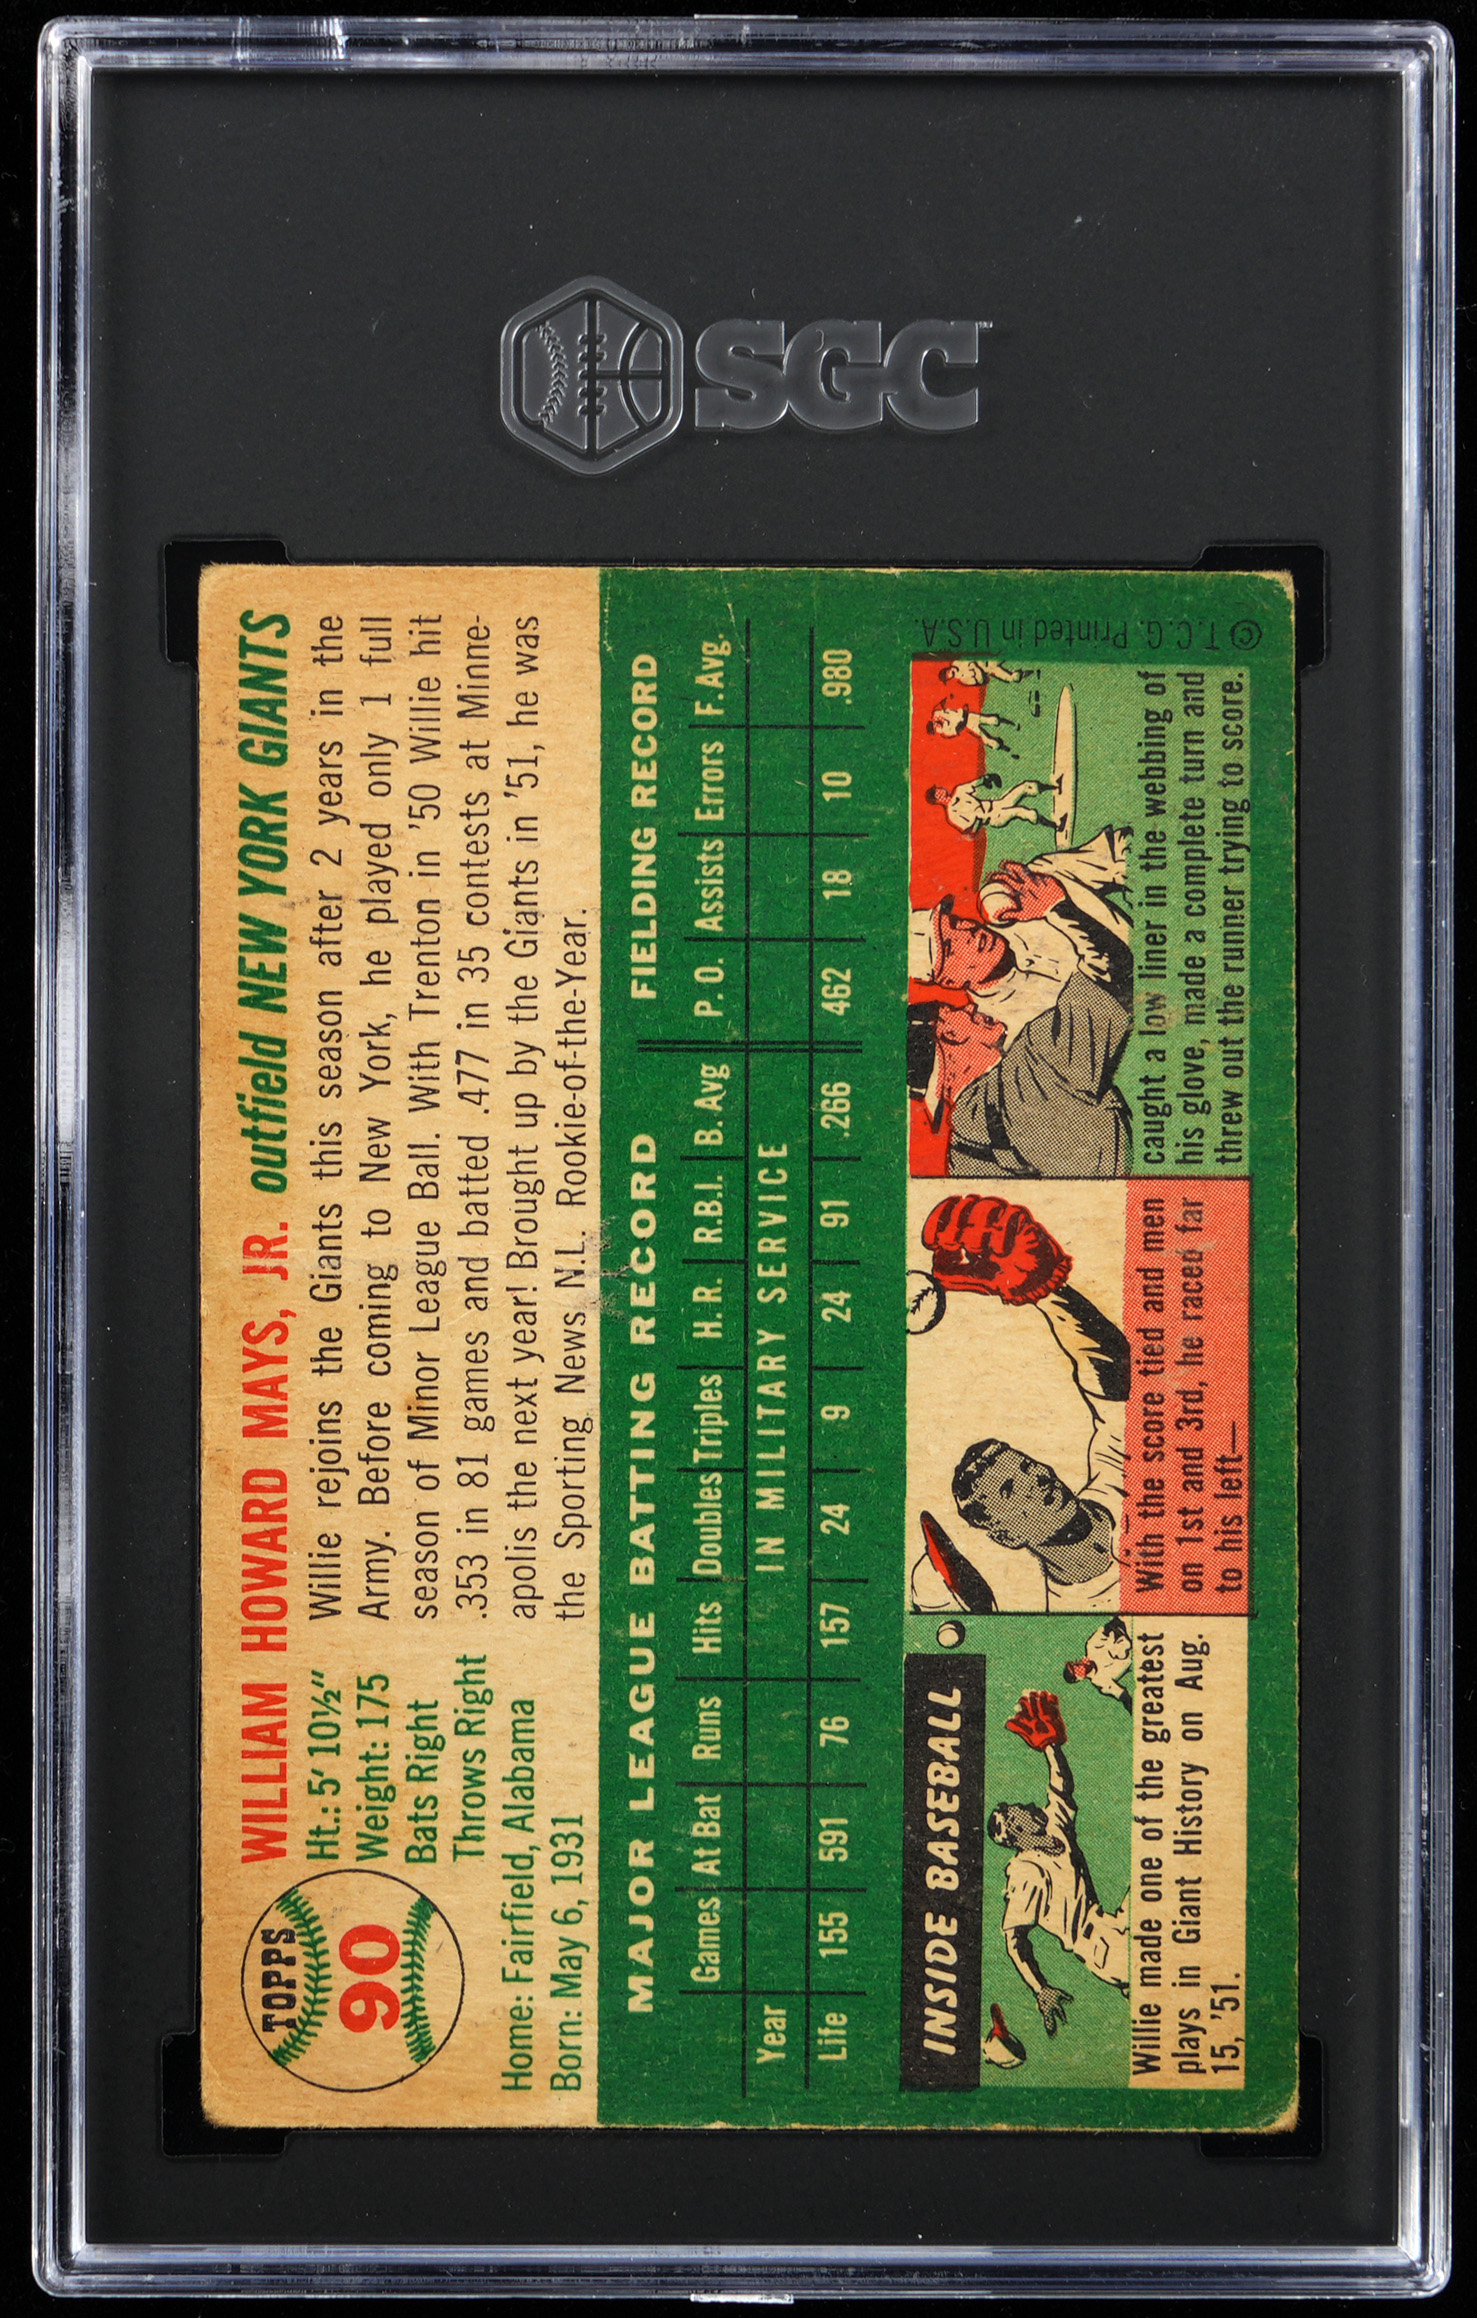 SGC
TOPPS
90
WILLIAM HOWARD MAYS, JR. outfield NEW YORK GIANTS
Ht.: 5' 10½"
Weight: 175
Bats Right
Throws Right
Home: Fairfield, Alabama
Born: May 6, 1931
Willie rejoins the Giants this season after 2 years in the
Army. Before coming to New York, he played only 1 full
season of Minor League Ball. With Trenton in '50 Willie hit
.353 in 81 games and batted .477 in 35 contests at Minne-
apolis the next year! Brought up by the Giants in '51, he was
the Sporting News N.L. Rookie-of-the-Year.
MAJOR LEAGUE BATTING RECORD FIELDING RECORD
Games At Bat Runs Hits Doubles Triples H.R. R.B.I. B.Avg P.O. Assists Errors F.Avg.
Year IN MILITARY SERVICE
Life 155 591 76 157 24 9 24 91 .266 462 18 10 .980
INSIDE BASEBALL
Willie made one of the greatest
plays in Giant History on Aug.
15, '51.
With the score tied and men
on 1st and 3rd, he raced far
to his left—
caught a low liner in the webbing of
his glove, made a complete turn and
threw out the runner trying to score.
© T.C.G. Printed in U.S.A.